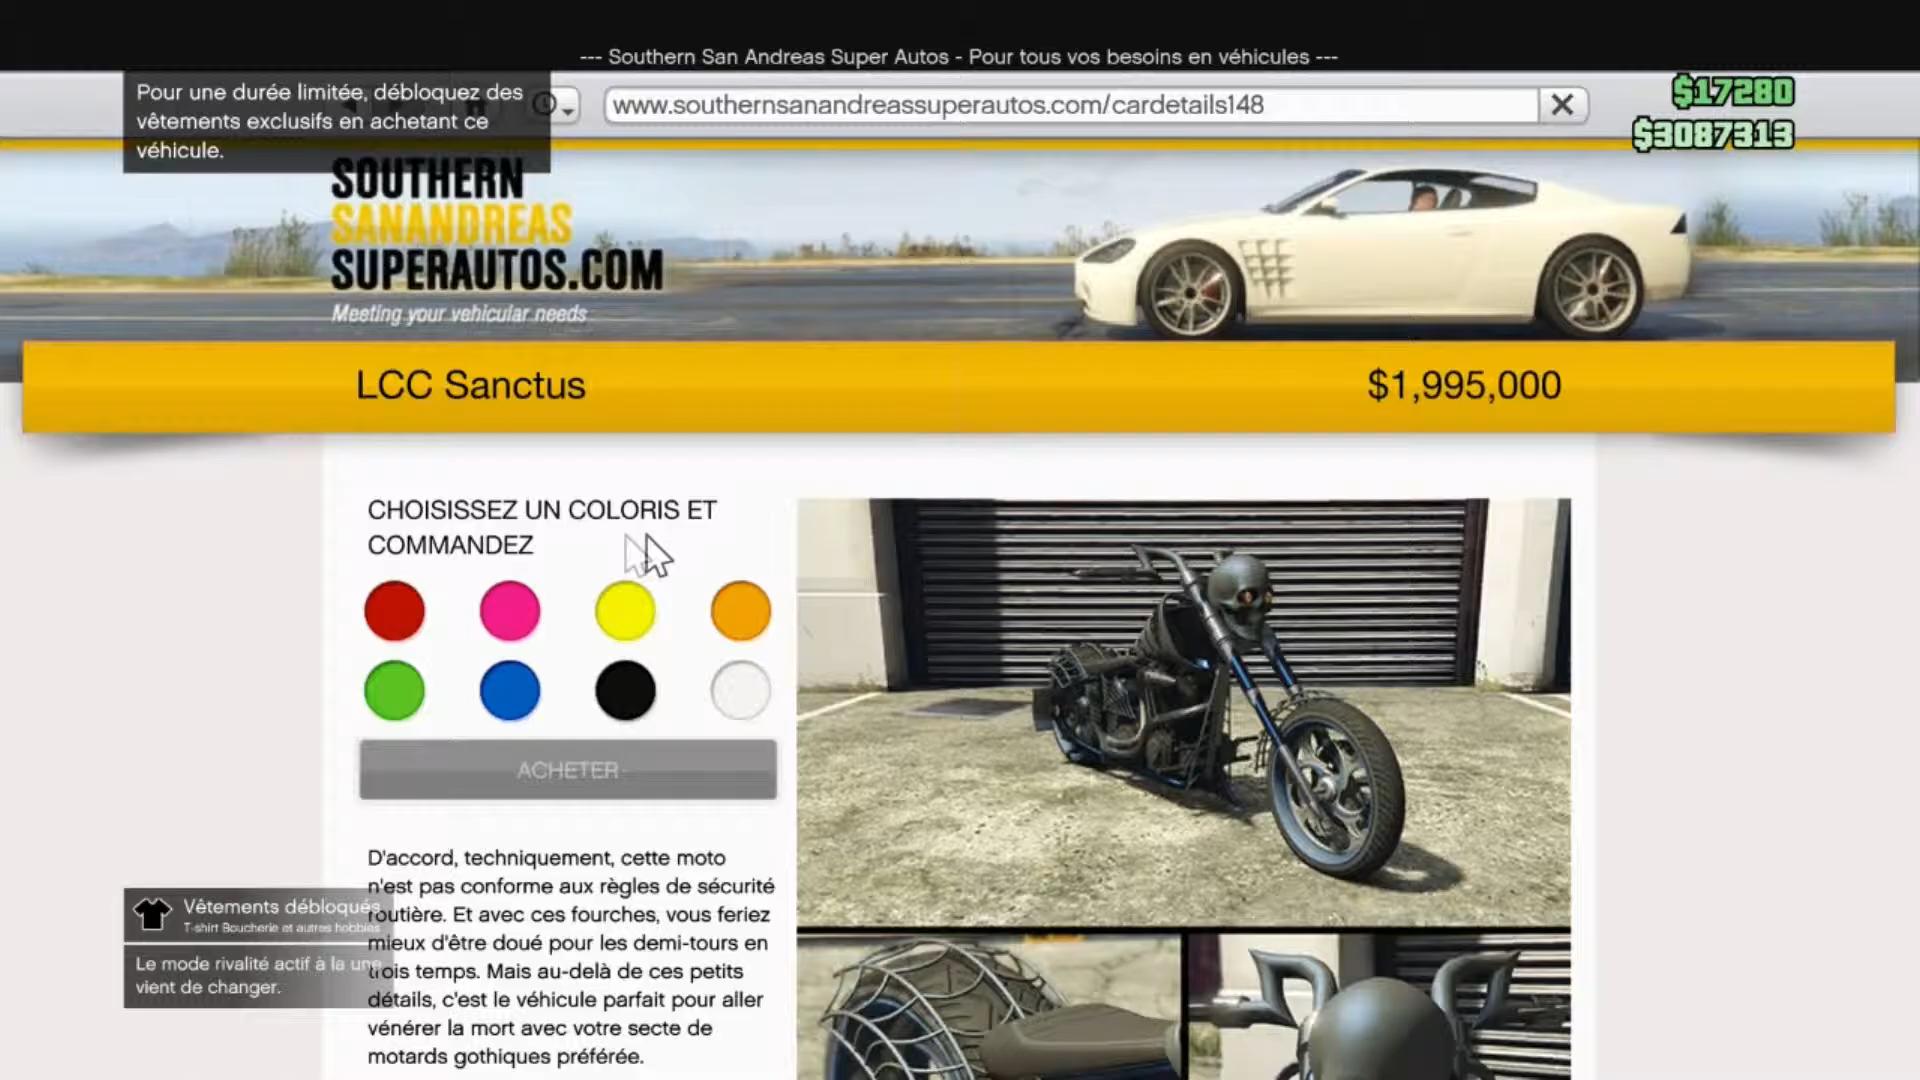 --- Southern San Andreas Super Autos - Pour tous vos besoins en véhicules ---
Pour une durée limitée, débloquez des
vêtements exclusifs en achetant ce
véhicule.
www.southernsanandreassuperautos.com/cardetails148
$17280
$3087313
SOUTHERN
SANANDREAS
SUPERAUTOS.COM
Meeting your vehicular needs
LCC Sanctus
$1,995,000
CHOISISSEZ UN COLORIS ET
COMMANDEZ
ACHETER
D'accord, techniquement, cette moto
n'est pas conforme aux règles de sécurité
routière. Et avec ces fourches, vous feriez
mieux d'être doué pour les demi-tours en
trois temps. Mais au-delà de ces petits
détails, c'est le véhicule parfait pour aller
vénérer la mort avec votre secte de
motards gothiques préférée.
Vêtements débloqués
T-shirt Boucherie et autres hobbies
Le mode rivalité actif à la une
vient de changer.